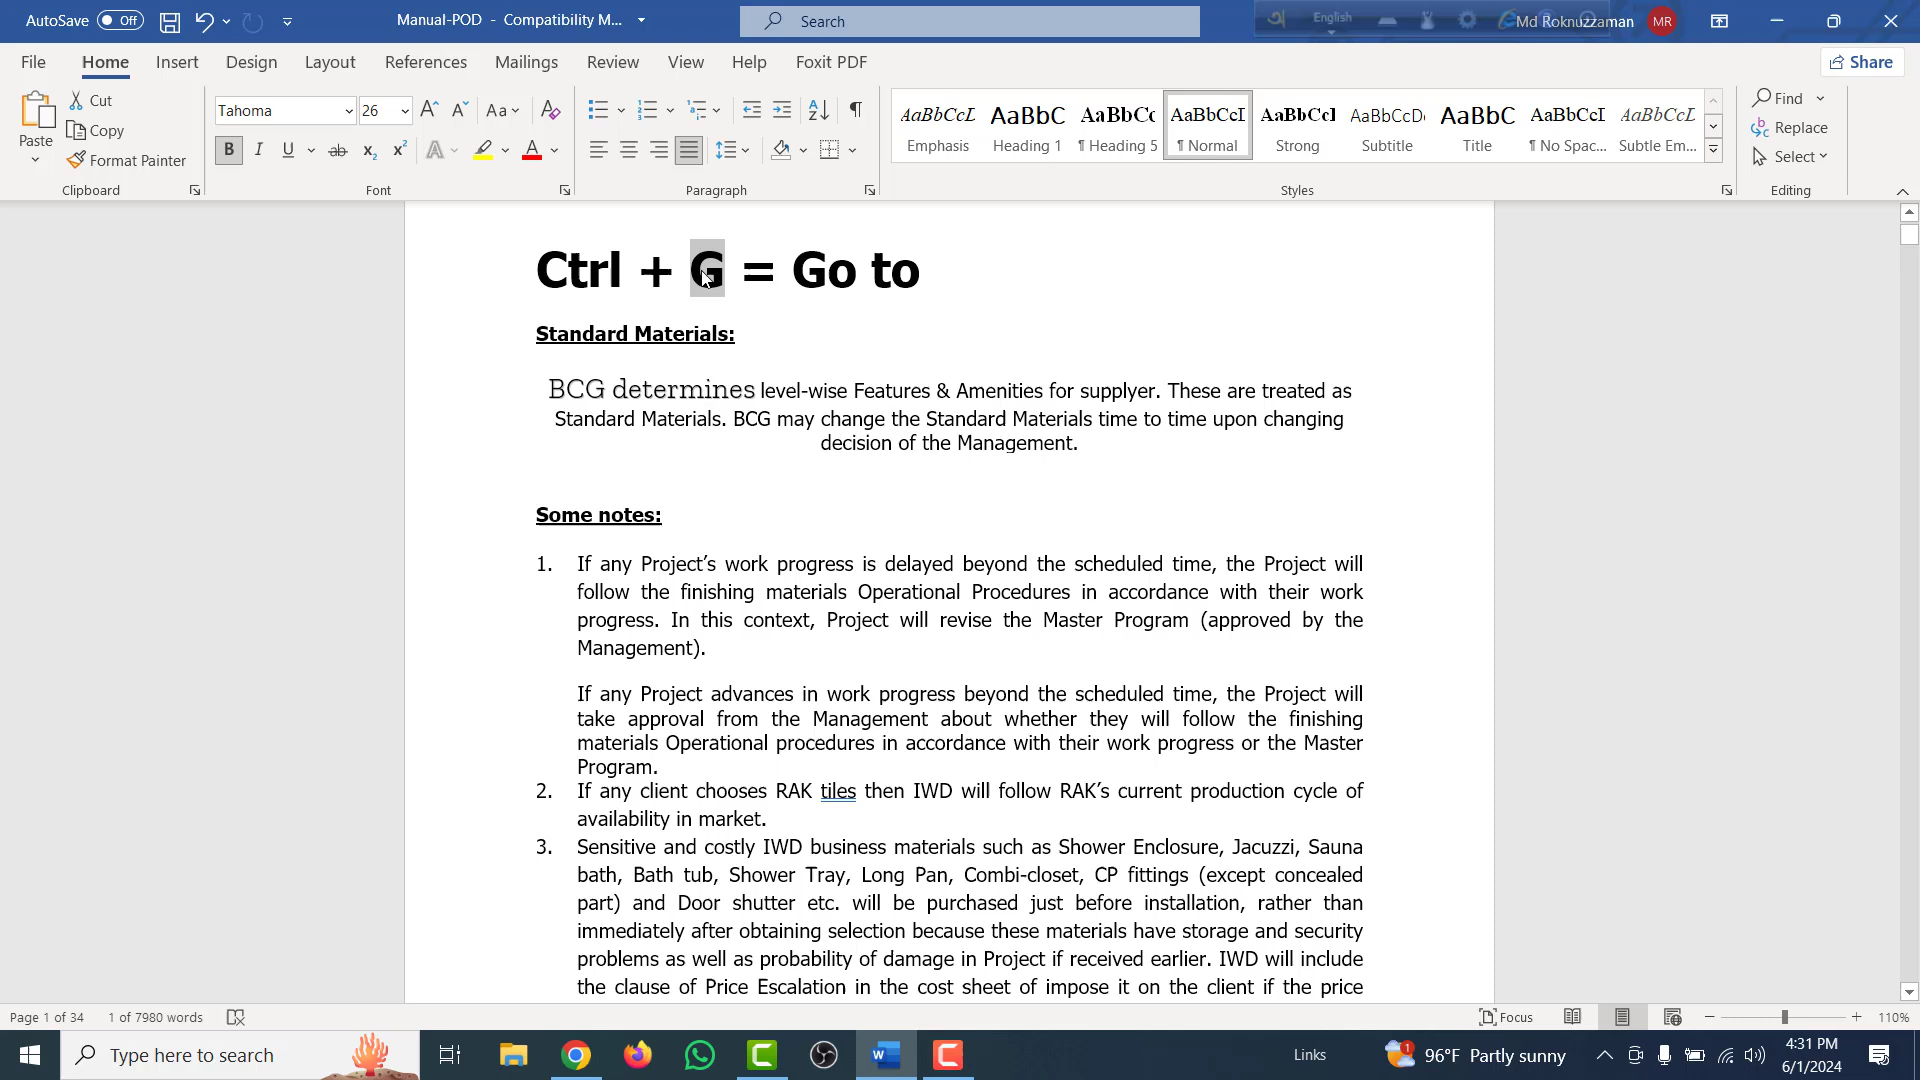 AutoSave Off Manual-POD - Compatibility M... Search English Md Roknuzzaman MR
File Home Insert Design Layout References Mailings Review View Help Foxit PDF Share
Paste
Cut
Copy
Format Painter
Clipboard
Tahoma 26
Font
Paragraph
AaBbCcL AaBbC AaBbCc AaBbCcI AaBbCcI AaBbCcDc AaBbC AaBbCcI AaBbCcL
Emphasis Heading 1 ¶ Heading 5 ¶ Normal Strong Subtitle Title ¶ No Spac... Subtle Em...
Styles
Find
Replace
Select
Editing
Ctrl + G = Go to
Standard Materials:
BCG determines level-wise Features & Amenities for supplyer. These are treated as
Standard Materials. BCG may change the Standard Materials time to time upon changing
decision of the Management.
Some notes:
1. If any Project’s work progress is delayed beyond the scheduled time, the Project will
follow the finishing materials Operational Procedures in accordance with their work
progress. In this context, Project will revise the Master Program (approved by the
Management).
If any Project advances in work progress beyond the scheduled time, the Project will
take approval from the Management about whether they will follow the finishing
materials Operational procedures in accordance with their work progress or the Master
Program.
2. If any client chooses RAK tiles then IWD will follow RAK’s current production cycle of
availability in market.
3. Sensitive and costly IWD business materials such as Shower Enclosure, Jacuzzi, Sauna
bath, Bath tub, Shower Tray, Long Pan, Combi-closet, CP fittings (except concealed
part) and Door shutter etc. will be purchased just before installation, rather than
immediately after obtaining selection because these materials have storage and security
problems as well as probability of damage in Project if received earlier. IWD will include
the clause of Price Escalation in the cost sheet of impose it on the client if the price
Page 1 of 34 1 of 7980 words Focus 110%
Type here to search Links 96°F Partly sunny 4:31 PM
6/1/2024